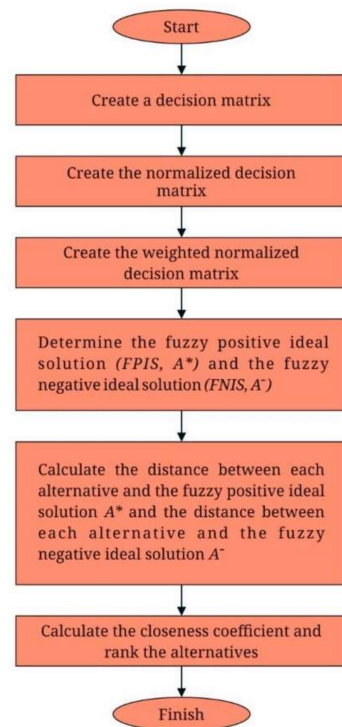 Start
Create a decision matrix
Create the normalized decision
matrix
Create the weighted normalized
decision matrix
Determine the fuzzy positive ideal
solution (FPIS, A*) and the fuzzy
negative ideal solution (FNIS, A⁻)
Calculate the distance between each
alternative and the fuzzy positive ideal
solution A* and the distance between
each alternative and the fuzzy
negative ideal solution A⁻
Calculate the closeness coefficient and
rank the alternatives
Finish